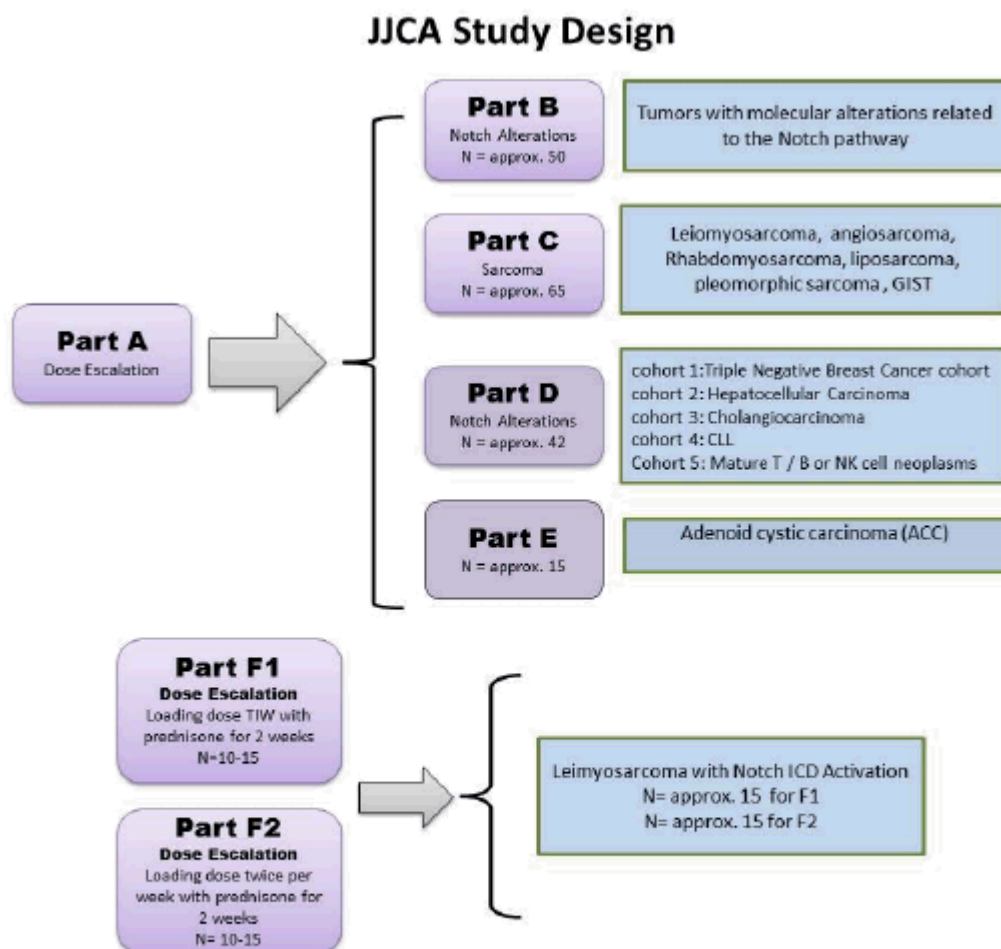 JJCA Study Design
Part A
Dose Escalation
Part B
Notch Alterations
N = approx. 50
Tumors with molecular alterations related
to the Notch pathway
Part C
Sarcoma
N = approx. 65
Leiomyosarcoma, angiosarcoma,
Rhabdomyosarcoma, liposarcoma,
pleomorphic sarcoma , GIST
Part D
Notch Alterations
N = approx. 42
cohort 1:Triple Negative Breast Cancer cohort
cohort 2: Hepatocellular Carcinoma
cohort 3: Cholangiocarcinoma
cohort 4: CLL
Cohort 5: Mature T / B or NK cell neoplasms
Part E
N = approx. 15
Adenoid cystic carcinoma (ACC)
Part F1
Dose Escalation
Loading dose TIW with
prednisone for 2 weeks
N=10-15
Part F2
Dose Escalation
Loading dose twice per
week with prednisone for
2 weeks
N= 10-15
Leimyosarcoma with Notch ICD Activation
N= approx. 15 for F1
N= approx. 15 for F2